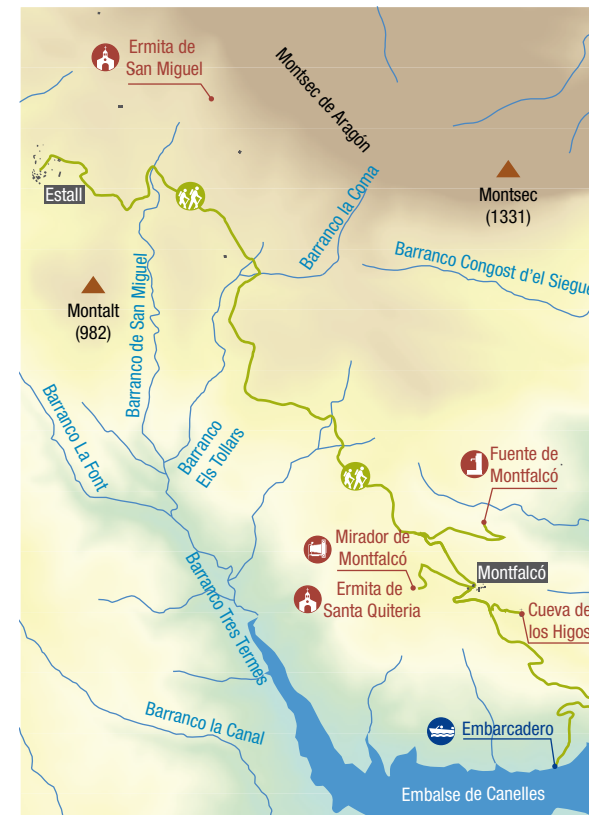 Ermita de
San Miguel
Montsec de Aragón
Estall
Barranco la Coma
Montsec
(1331)
Barranco Congost d'el Siegue
Montalt
(982)
Barranco de San Miguel
Barranco La Font
Barranco
Els Tollars
Fuente de
Montfalcó
Mirador de
Montfalcó
Montfalcó
Ermita de
Santa Quiteria
Cueva de
los Higos
Barranco Tres Termes
Barranco la Canal
Embarcadero
Embalse de Canelles